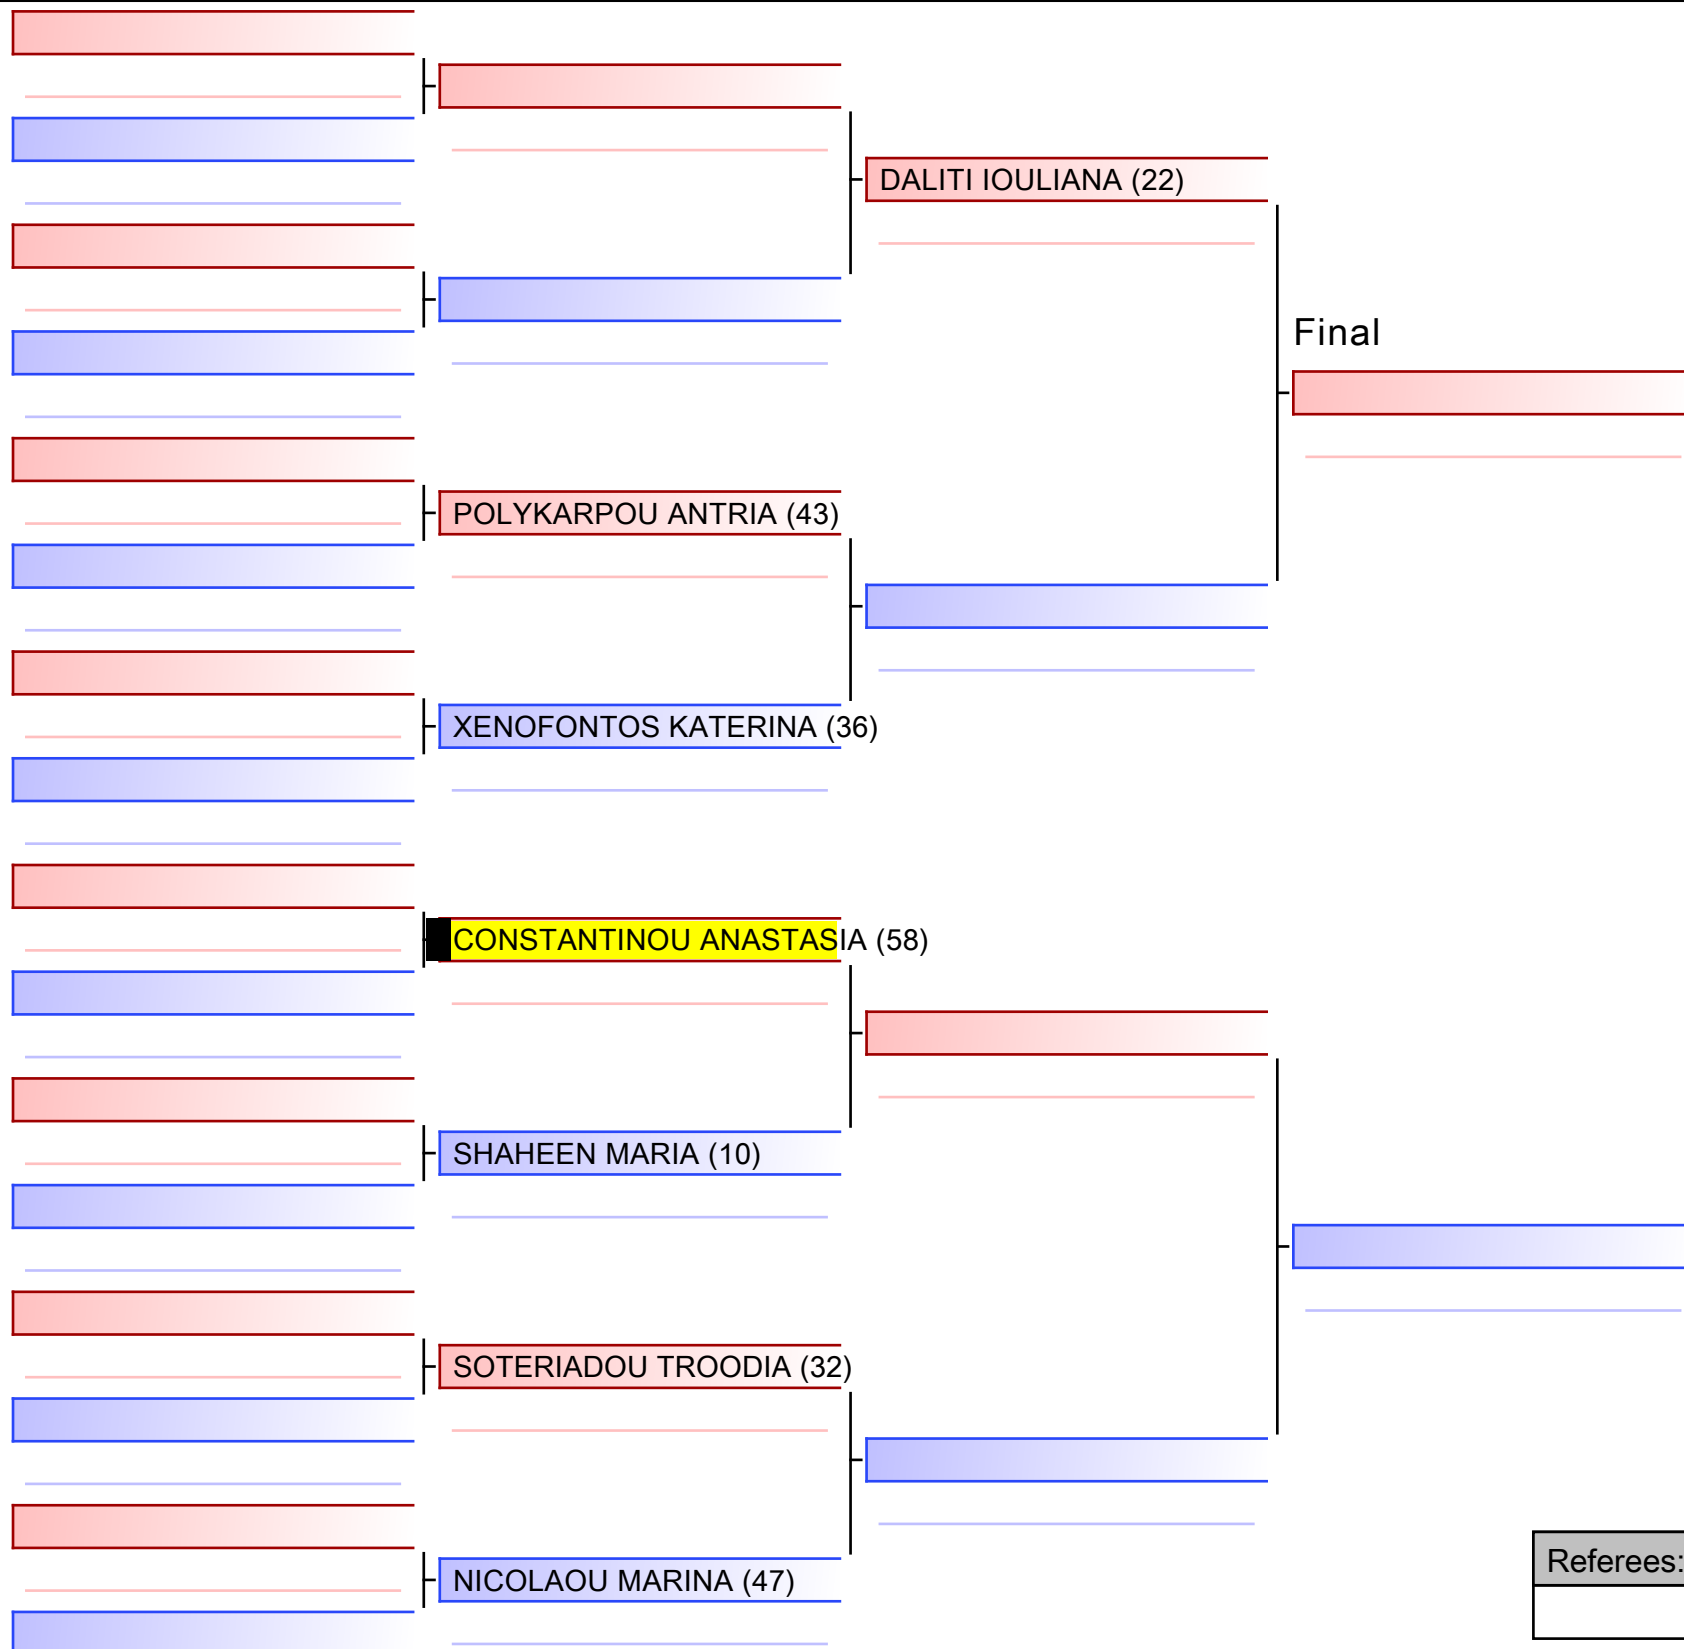 DALITI IOULIANA (22)
Final
POLYKARPOU ANTRIA (43)
XENOFONTOS KATERINA (36)
CONSTANTINOU ANASTASIA (58)
SHAHEEN MARIA (10)
SOTERIADOU TROODIA (32)
NICOLAOU MARINA (47)
Referees: